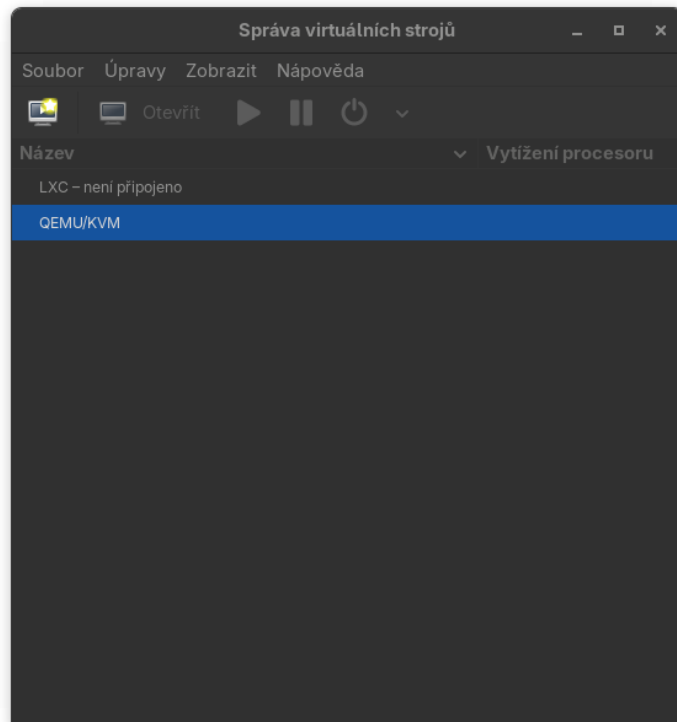 Správa virtuálních strojů
Soubor Úpravy Zobrazit Nápověda
Otevřít
Název Vytížení procesoru
LXC – není připojeno
QEMU/KVM